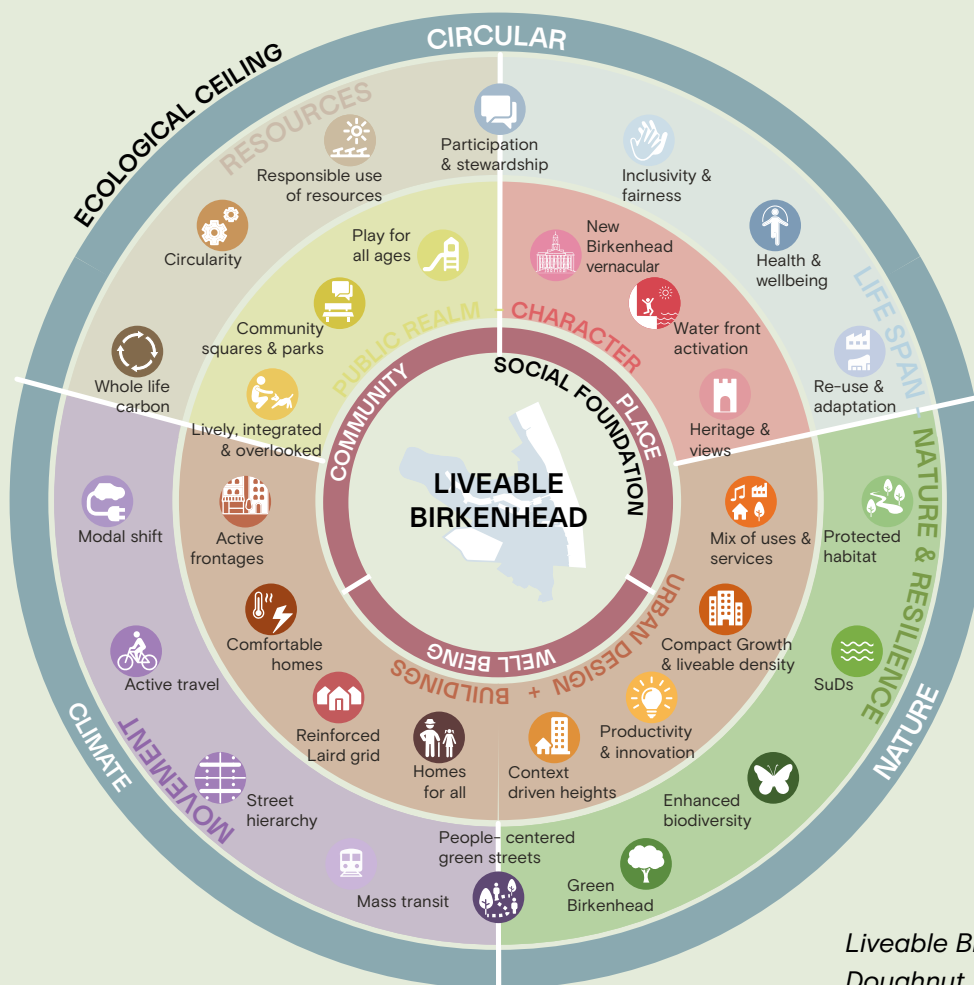 ECOLOGICAL CEILING
CIRCULAR
RESOURCES
Participation
& stewardship
Responsible use
of resources
Inclusivity &
fairness
Circularity
Play for
all ages
New
Birkenhead
vernacular
Health &
wellbeing
LIFE SPAN -
Community
squares & parks
PUBLIC REALM -
CHARACTER
Water front
activation
Whole life
carbon
Lively, integrated
& overlooked
COMMUNITY
SOCIAL FOUNDATION
PLACE
Heritage &
views
Re-use &
adaptation
LIVEABLE
BIRKENHEAD
NATURE & RESILIENCE
Modal shift
Active
frontages
Mix of uses &
services
Protected
habitat
Comfortable
homes
WELL BEING
URBAN DESIGN + BUILDINGS
Compact Growth
& liveable density
Active travel
SuDs
CLIMATE
MOVEMENT
Reinforced
Laird grid
Homes
for all
Context
driven heights
Productivity
& innovation
NATURE
Street
hierarchy
People- centered
green streets
Enhanced
biodiversity
Mass transit
Green
Birkenhead
Liveable
Doughnut